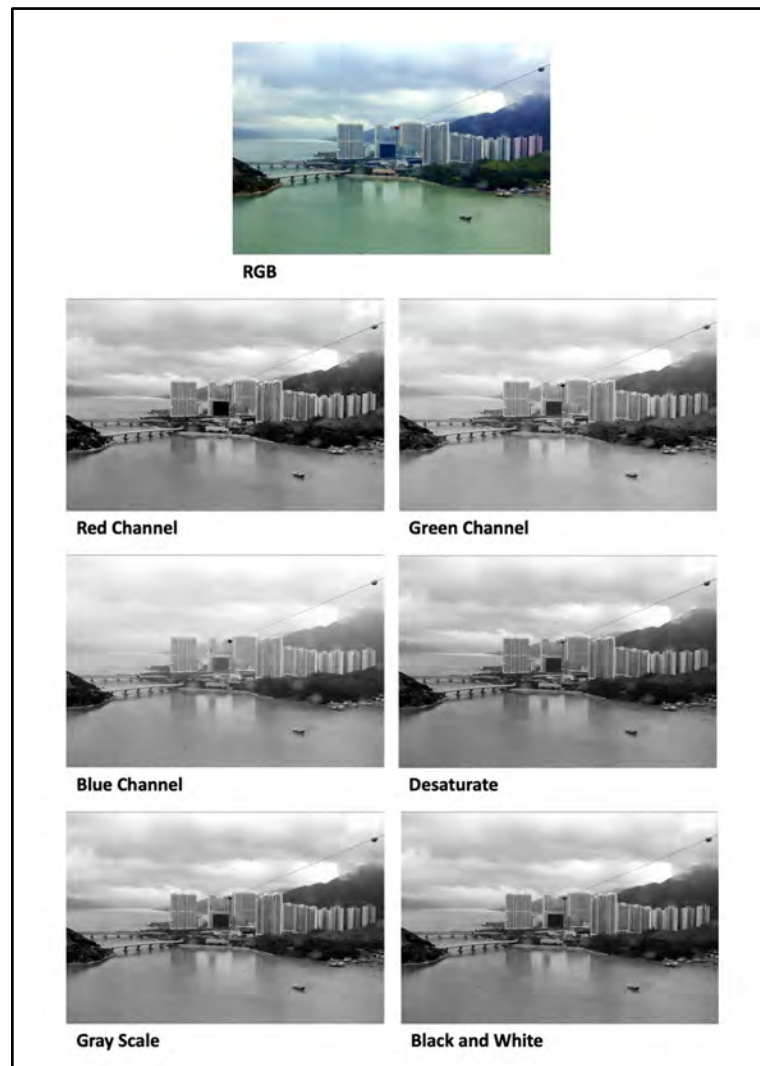 RGB
Red Channel
Green Channel
Blue Channel
Desaturate
Gray Scale
Black and White